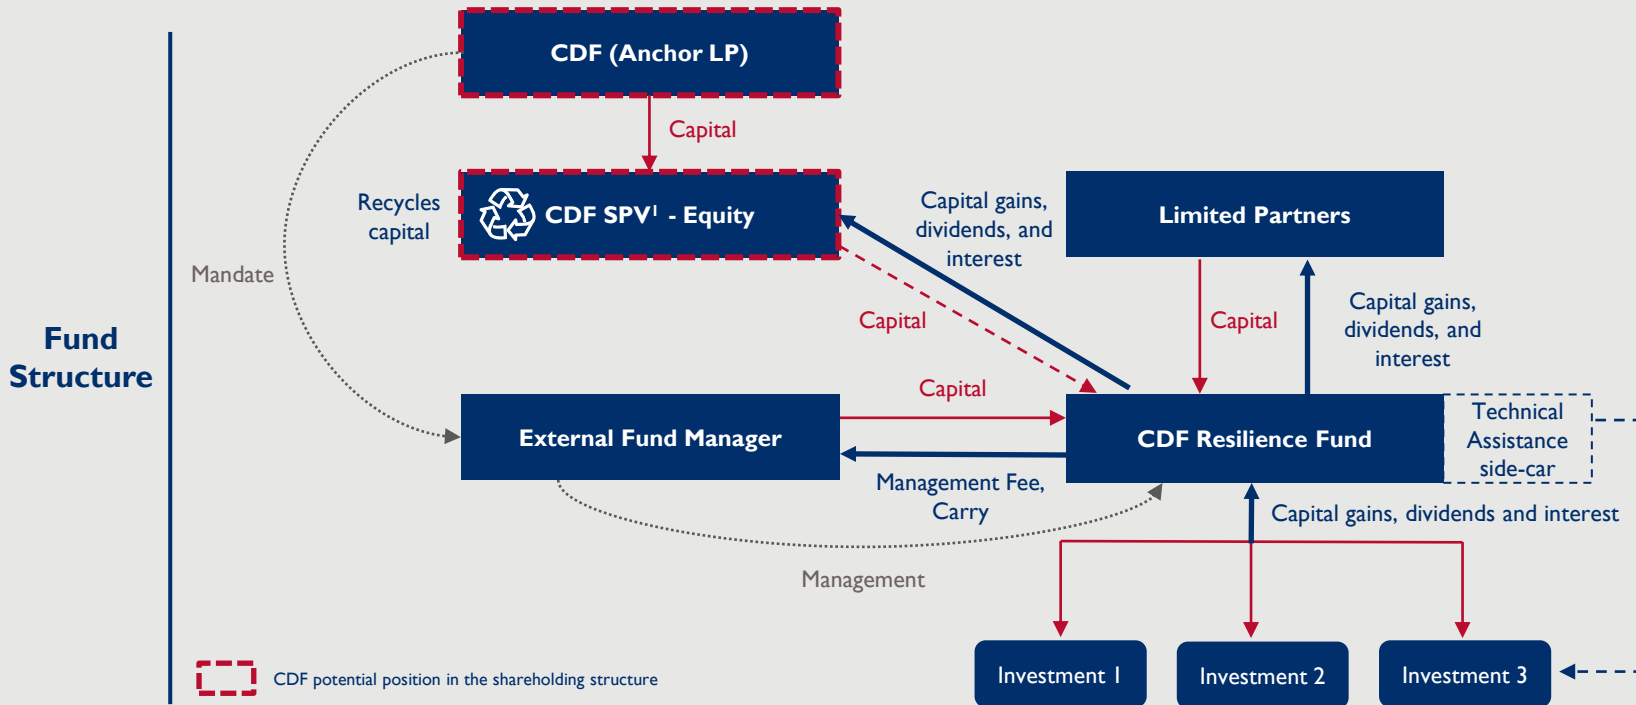 CDF (Anchor LP)
Capital
Recycles
capital
CDF SPV¹ - Equity
Capital gains,
dividends, and
interest
Limited Partners
Mandate
Capital
Capital
Capital gains,
dividends, and
interest
Fund
Structure
Capital
External Fund Manager
CDF Resilience Fund
Technical
Assistance
side-car
Management Fee,
Carry
Capital gains, dividends and interest
Management
Investment 1
Investment 2
Investment 3
CDF potential position in the shareholding structure